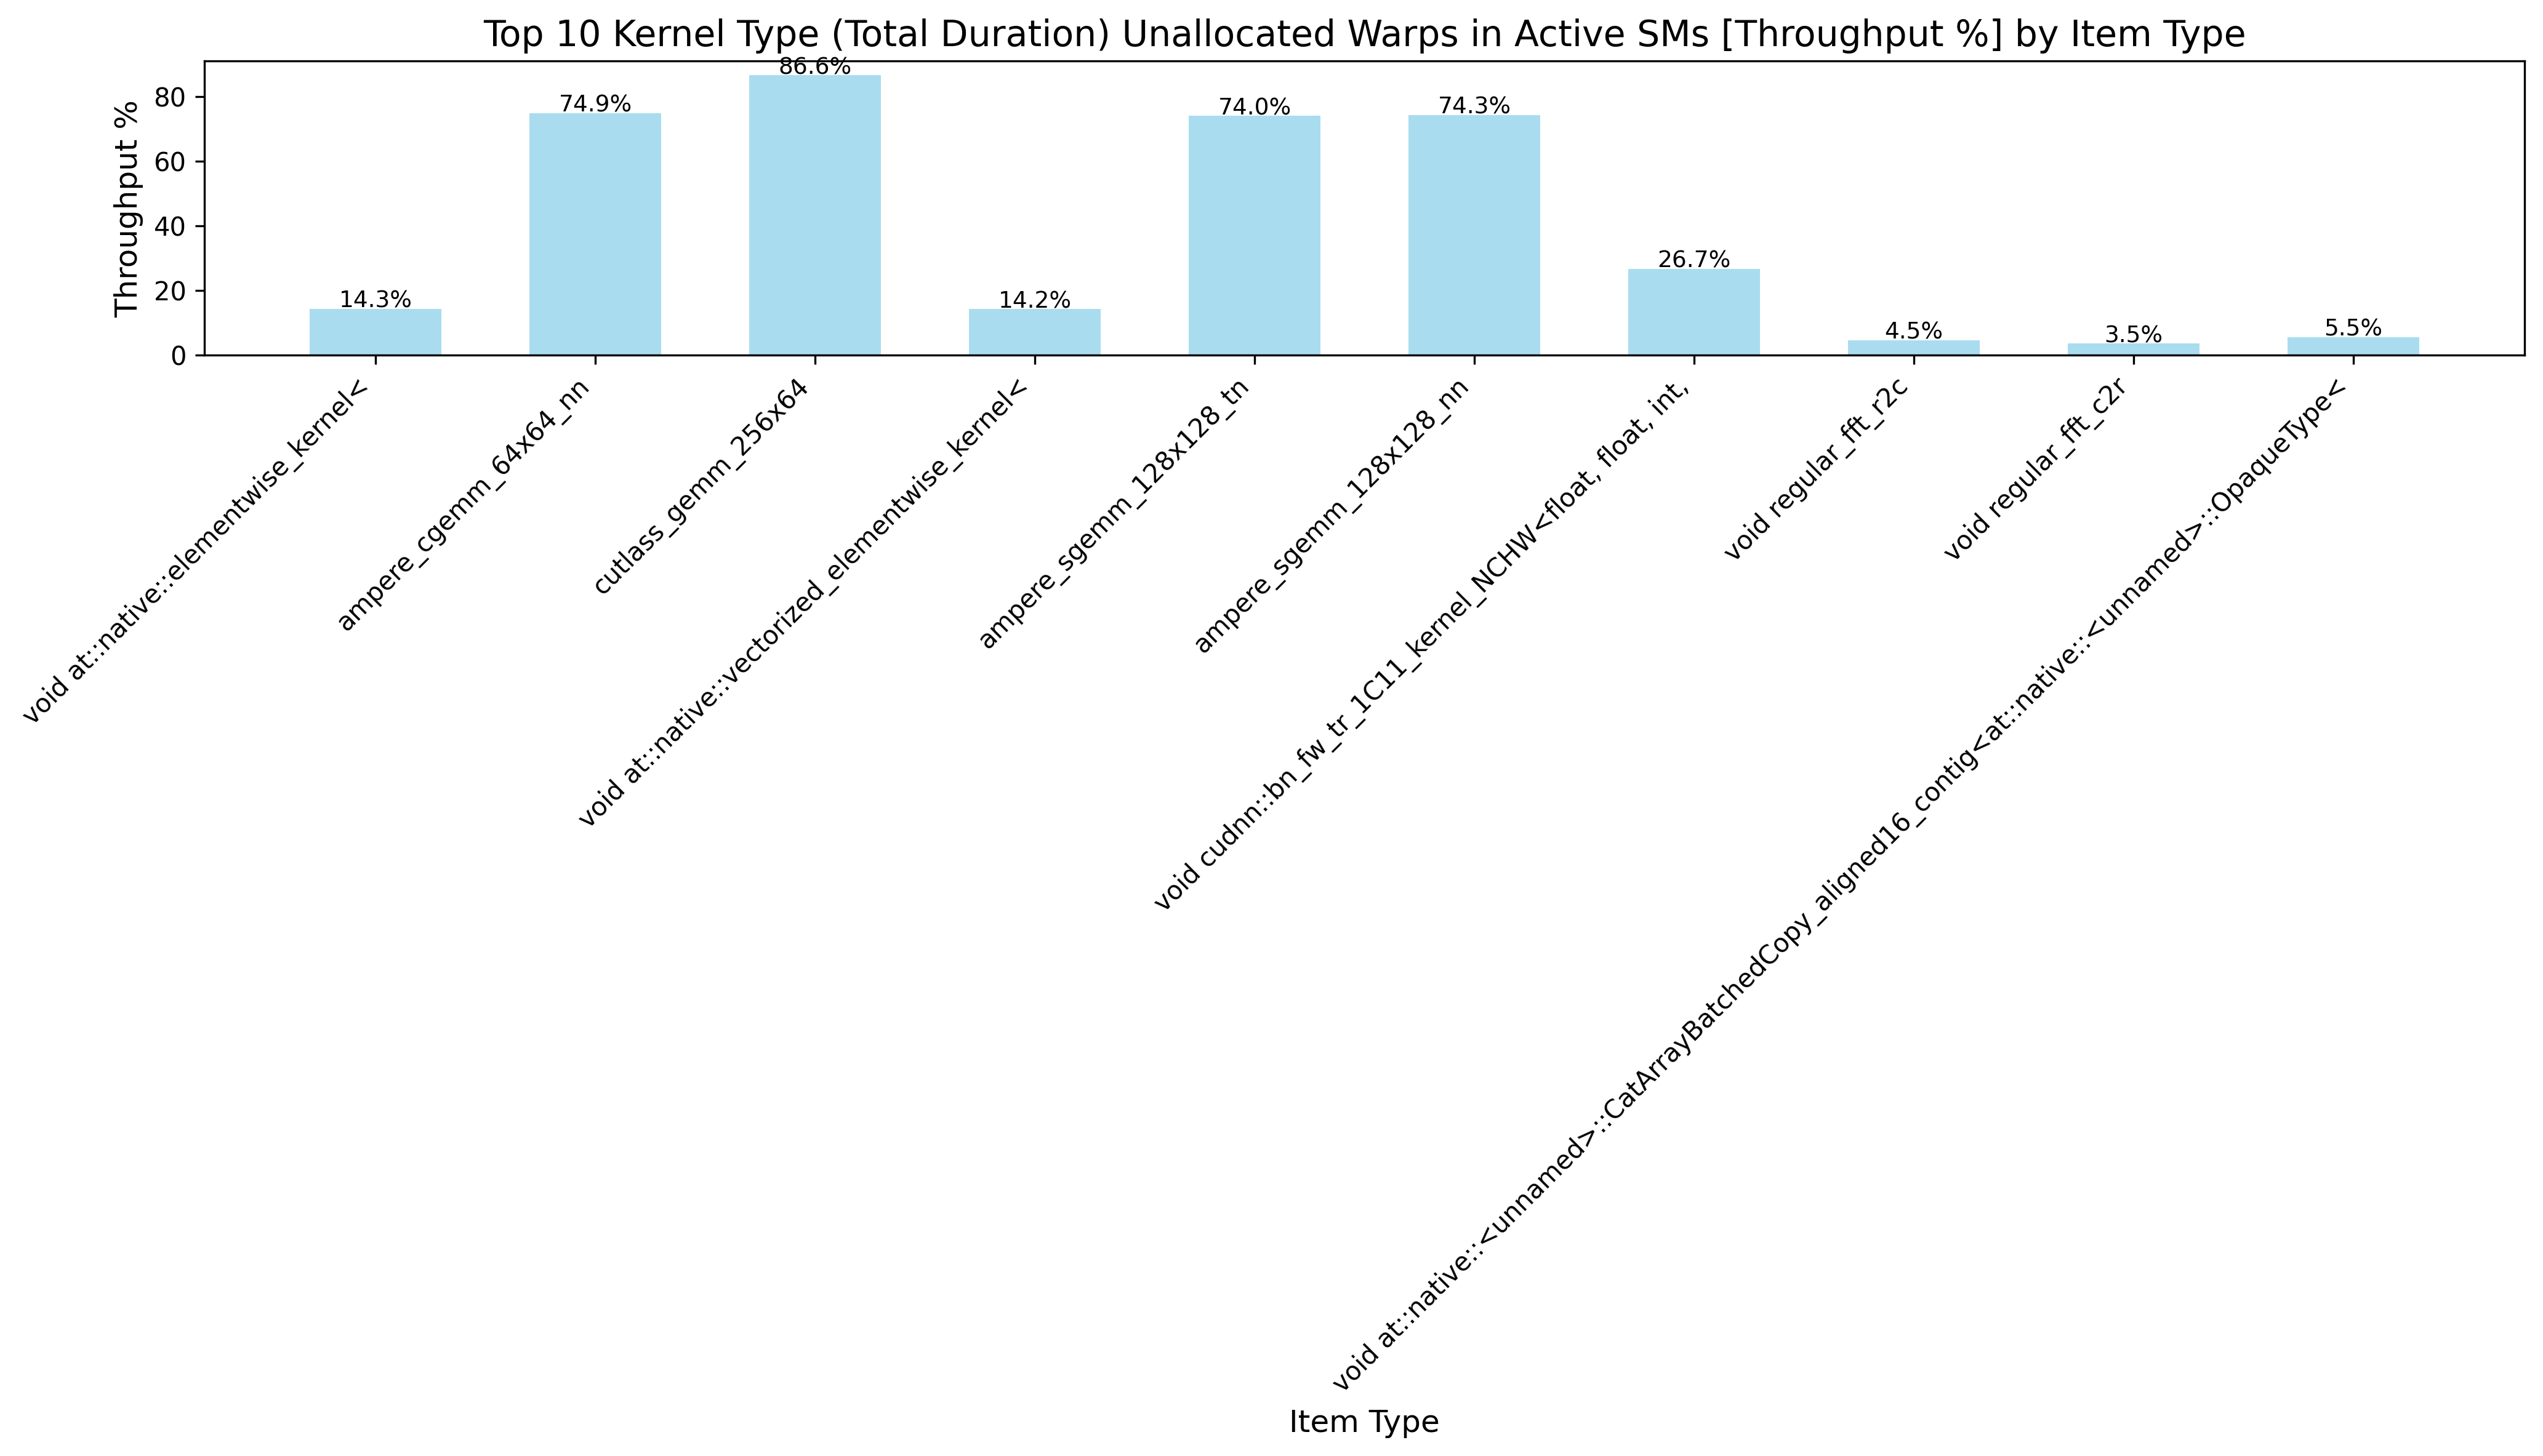 Top 10 Kernel Type (Total Duration) Unallocated Warps in Active SMs [Throughput %] by Item Type
Throughput %
80
60
40
20
0
14.3%
74.9%
86.6%
14.2%
74.0%
74.3%
26.7%
4.5%
3.5%
5.5%
void at::native::elementwise_kernel<
ampere_cgemm_64x64_nn
cutlass_gemm_256x64
void at::native::vectorized_elementwise_kernel<
ampere_sgemm_128x128_tn
ampere_sgemm_128x128_nn
void cudnn::bn_fw_tr_1C11_kernel_NCHW<float, float, int,
void regular_fft_r2c
void regular_fft_c2r
void at::native::<unnamed>::CatArrayBatchedCopy_aligned16_contig<at::native::<unnamed>::OpaqueType<
Item Type